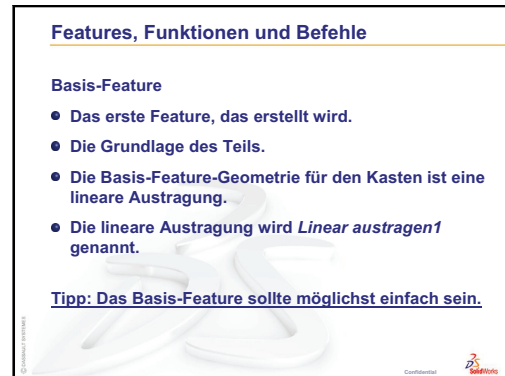 Features, Funktionen und Befehle
Basis-Feature
Das erste Feature, das erstellt wird.
Die Grundlage des Teils.
Die Basis-Feature-Geometrie für den Kasten ist eine
lineare Austragung.
Die lineare Austragung wird Linear austragen1
genannt.
Tipp: Das Basis-Feature sollte möglichst einfach sein.
© DASSAULT SYSTEMES
Confidential
SolidWorks